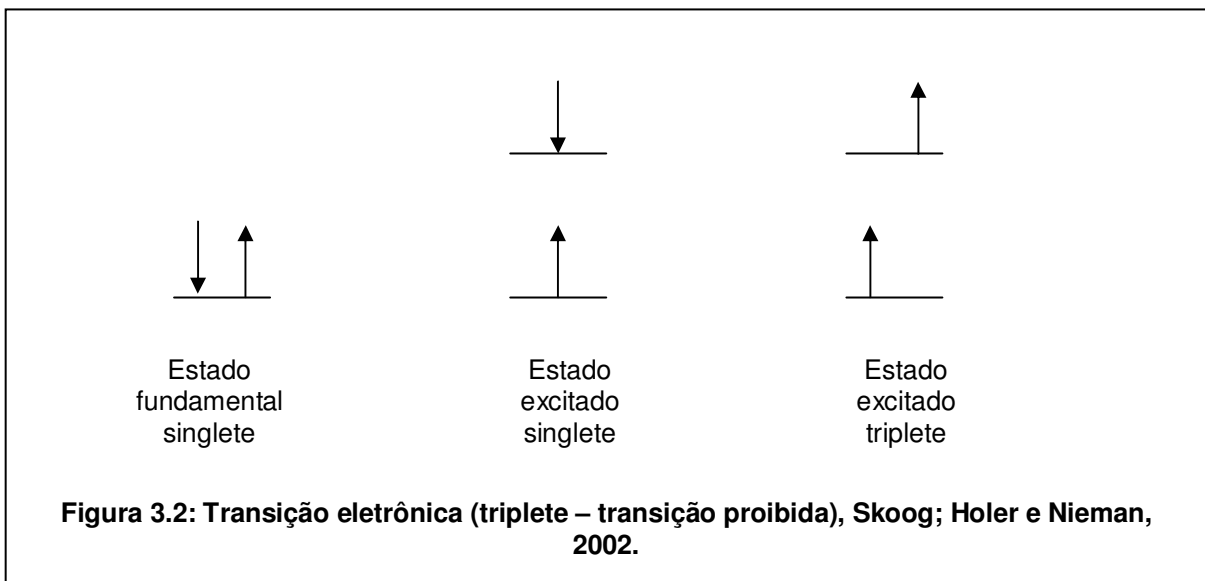 Estado
fundamental
singlete
Estado
excitado
singlete
Estado
excitado
triplete
Figura 3.2: Transição eletrônica (triplete – transição proibida), Skoog; Holer e Nieman,
2002.